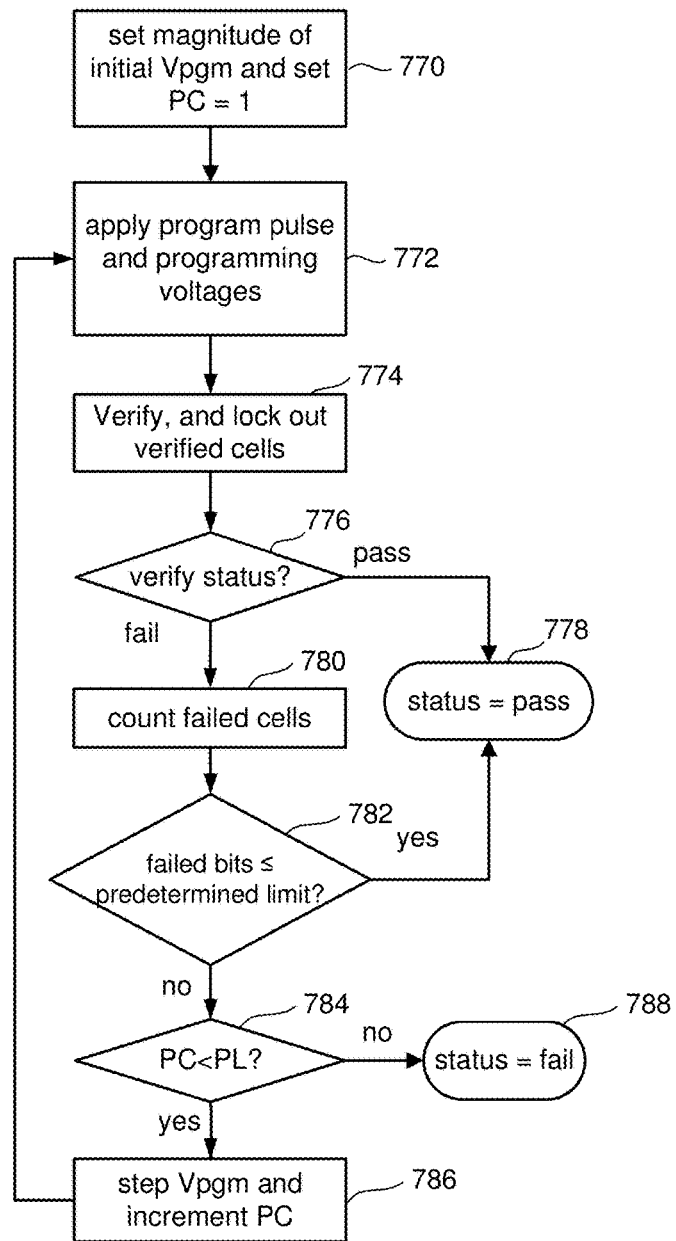 set magnitude of
initial Vpgm and set
PC = 1
770
apply program pulse
and programming
voltages
772
774
Verify, and lock out
verified cells
776
verify status?
pass
fail
778
status = pass
780
count failed cells
782
failed bits ≤
predetermined limit?
yes
no
784
PC<PL?
no
788
status = fail
yes
step Vpgm and
increment PC
786